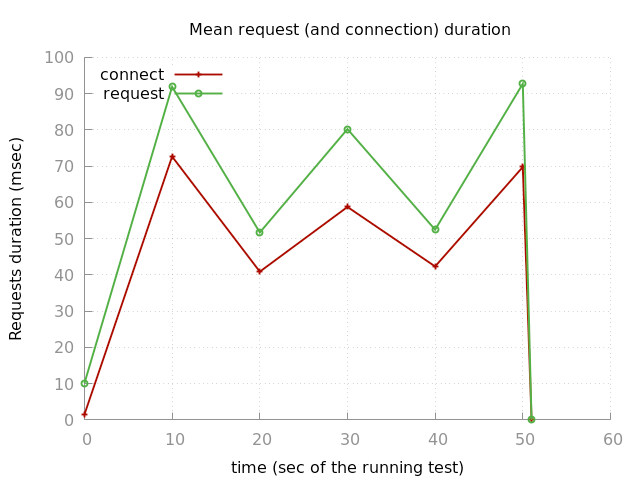 Mean request (and connection) duration
connect
request
100
90
80
70
60
50
40
30
20
10
0
0 10 20 30 40 50 60
Requests duration (msec)
time (sec of the running test)